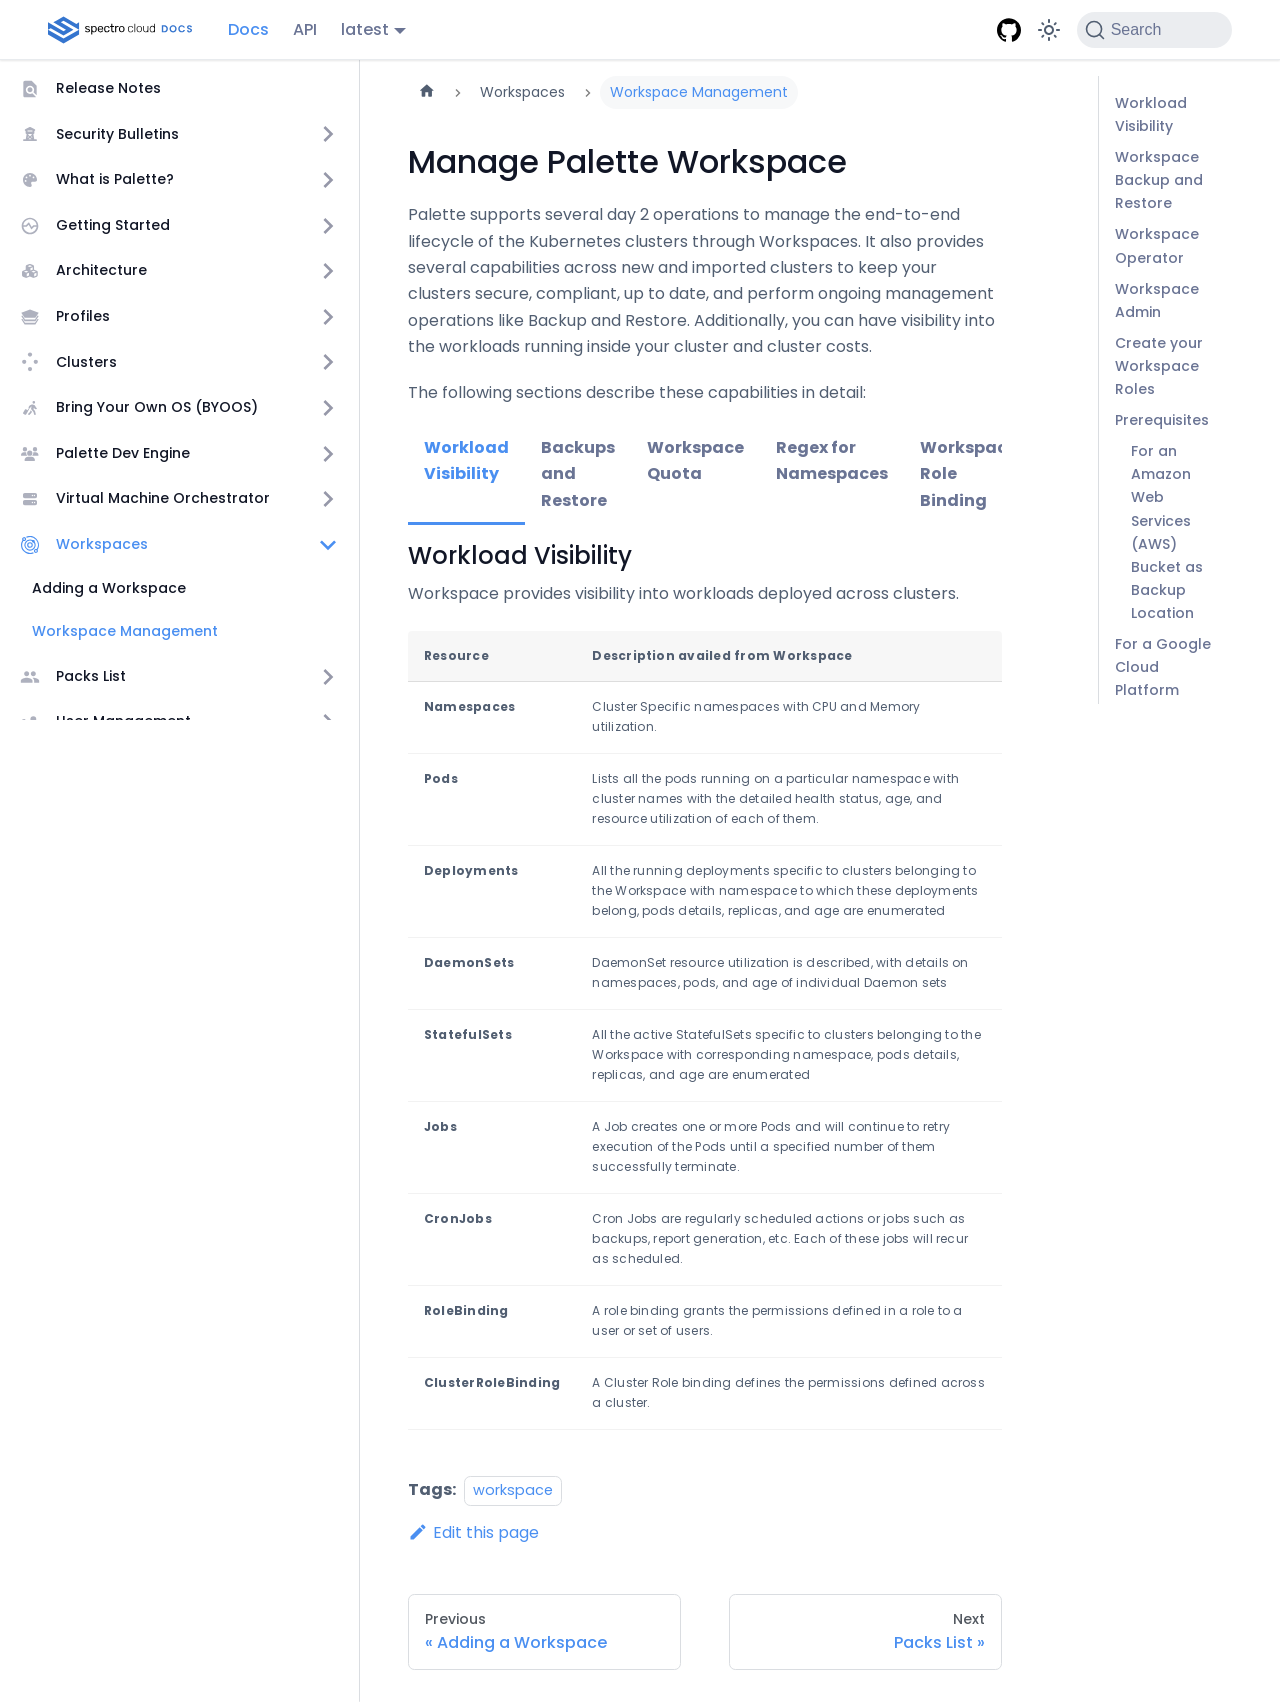 spectro cloud DOCS
Docs
API
latest
Search
Release Notes
Security Bulletins
What is Palette?
Getting Started
Architecture
Profiles
Clusters
Bring Your Own OS (BYOOS)
Palette Dev Engine
Virtual Machine Orchestrator
Workspaces
Adding a Workspace
Workspace Management
Packs List
User Management
Workspaces
Workspace Management
Manage Palette Workspace
Palette supports several day 2 operations to manage the end-to-end
lifecycle of the Kubernetes clusters through Workspaces. It also provides
several capabilities across new and imported clusters to keep your
clusters secure, compliant, up to date, and perform ongoing management
operations like Backup and Restore. Additionally, you can have visibility into
the workloads running inside your cluster and cluster costs.
The following sections describe these capabilities in detail:
Workload
Visibility
Backups
and
Restore
Workspace
Quota
Regex for
Namespaces
Workspac
Role
Binding
Workload Visibility
Workspace provides visibility into workloads deployed across clusters.
Resource
Description availed from Workspace
Namespaces
Cluster Specific namespaces with CPU and Memory
utilization.
Pods
Lists all the pods running on a particular namespace with
cluster names with the detailed health status, age, and
resource utilization of each of them.
Deployments
All the running deployments specific to clusters belonging to
the Workspace with namespace to which these deployments
belong, pods details, replicas, and age are enumerated
DaemonSets
DaemonSet resource utilization is described, with details on
namespaces, pods, and age of individual Daemon sets
StatefulSets
All the active StatefulSets specific to clusters belonging to the
Workspace with corresponding namespace, pods details,
replicas, and age are enumerated
Jobs
A Job creates one or more Pods and will continue to retry
execution of the Pods until a specified number of them
successfully terminate.
CronJobs
Cron Jobs are regularly scheduled actions or jobs such as
backups, report generation, etc. Each of these jobs will recur
as scheduled.
RoleBinding
A role binding grants the permissions defined in a role to a
user or set of users.
ClusterRoleBinding
A Cluster Role binding defines the permissions defined across
a cluster.
Tags: workspace
Edit this page
Previous
« Adding a Workspace
Next
Packs List »
Workload
Visibility
Workspace
Backup and
Restore
Workspace
Operator
Workspace
Admin
Create your
Workspace
Roles
Prerequisites
For an
Amazon
Web
Services
(AWS)
Bucket as
Backup
Location
For a Google
Cloud
Platform